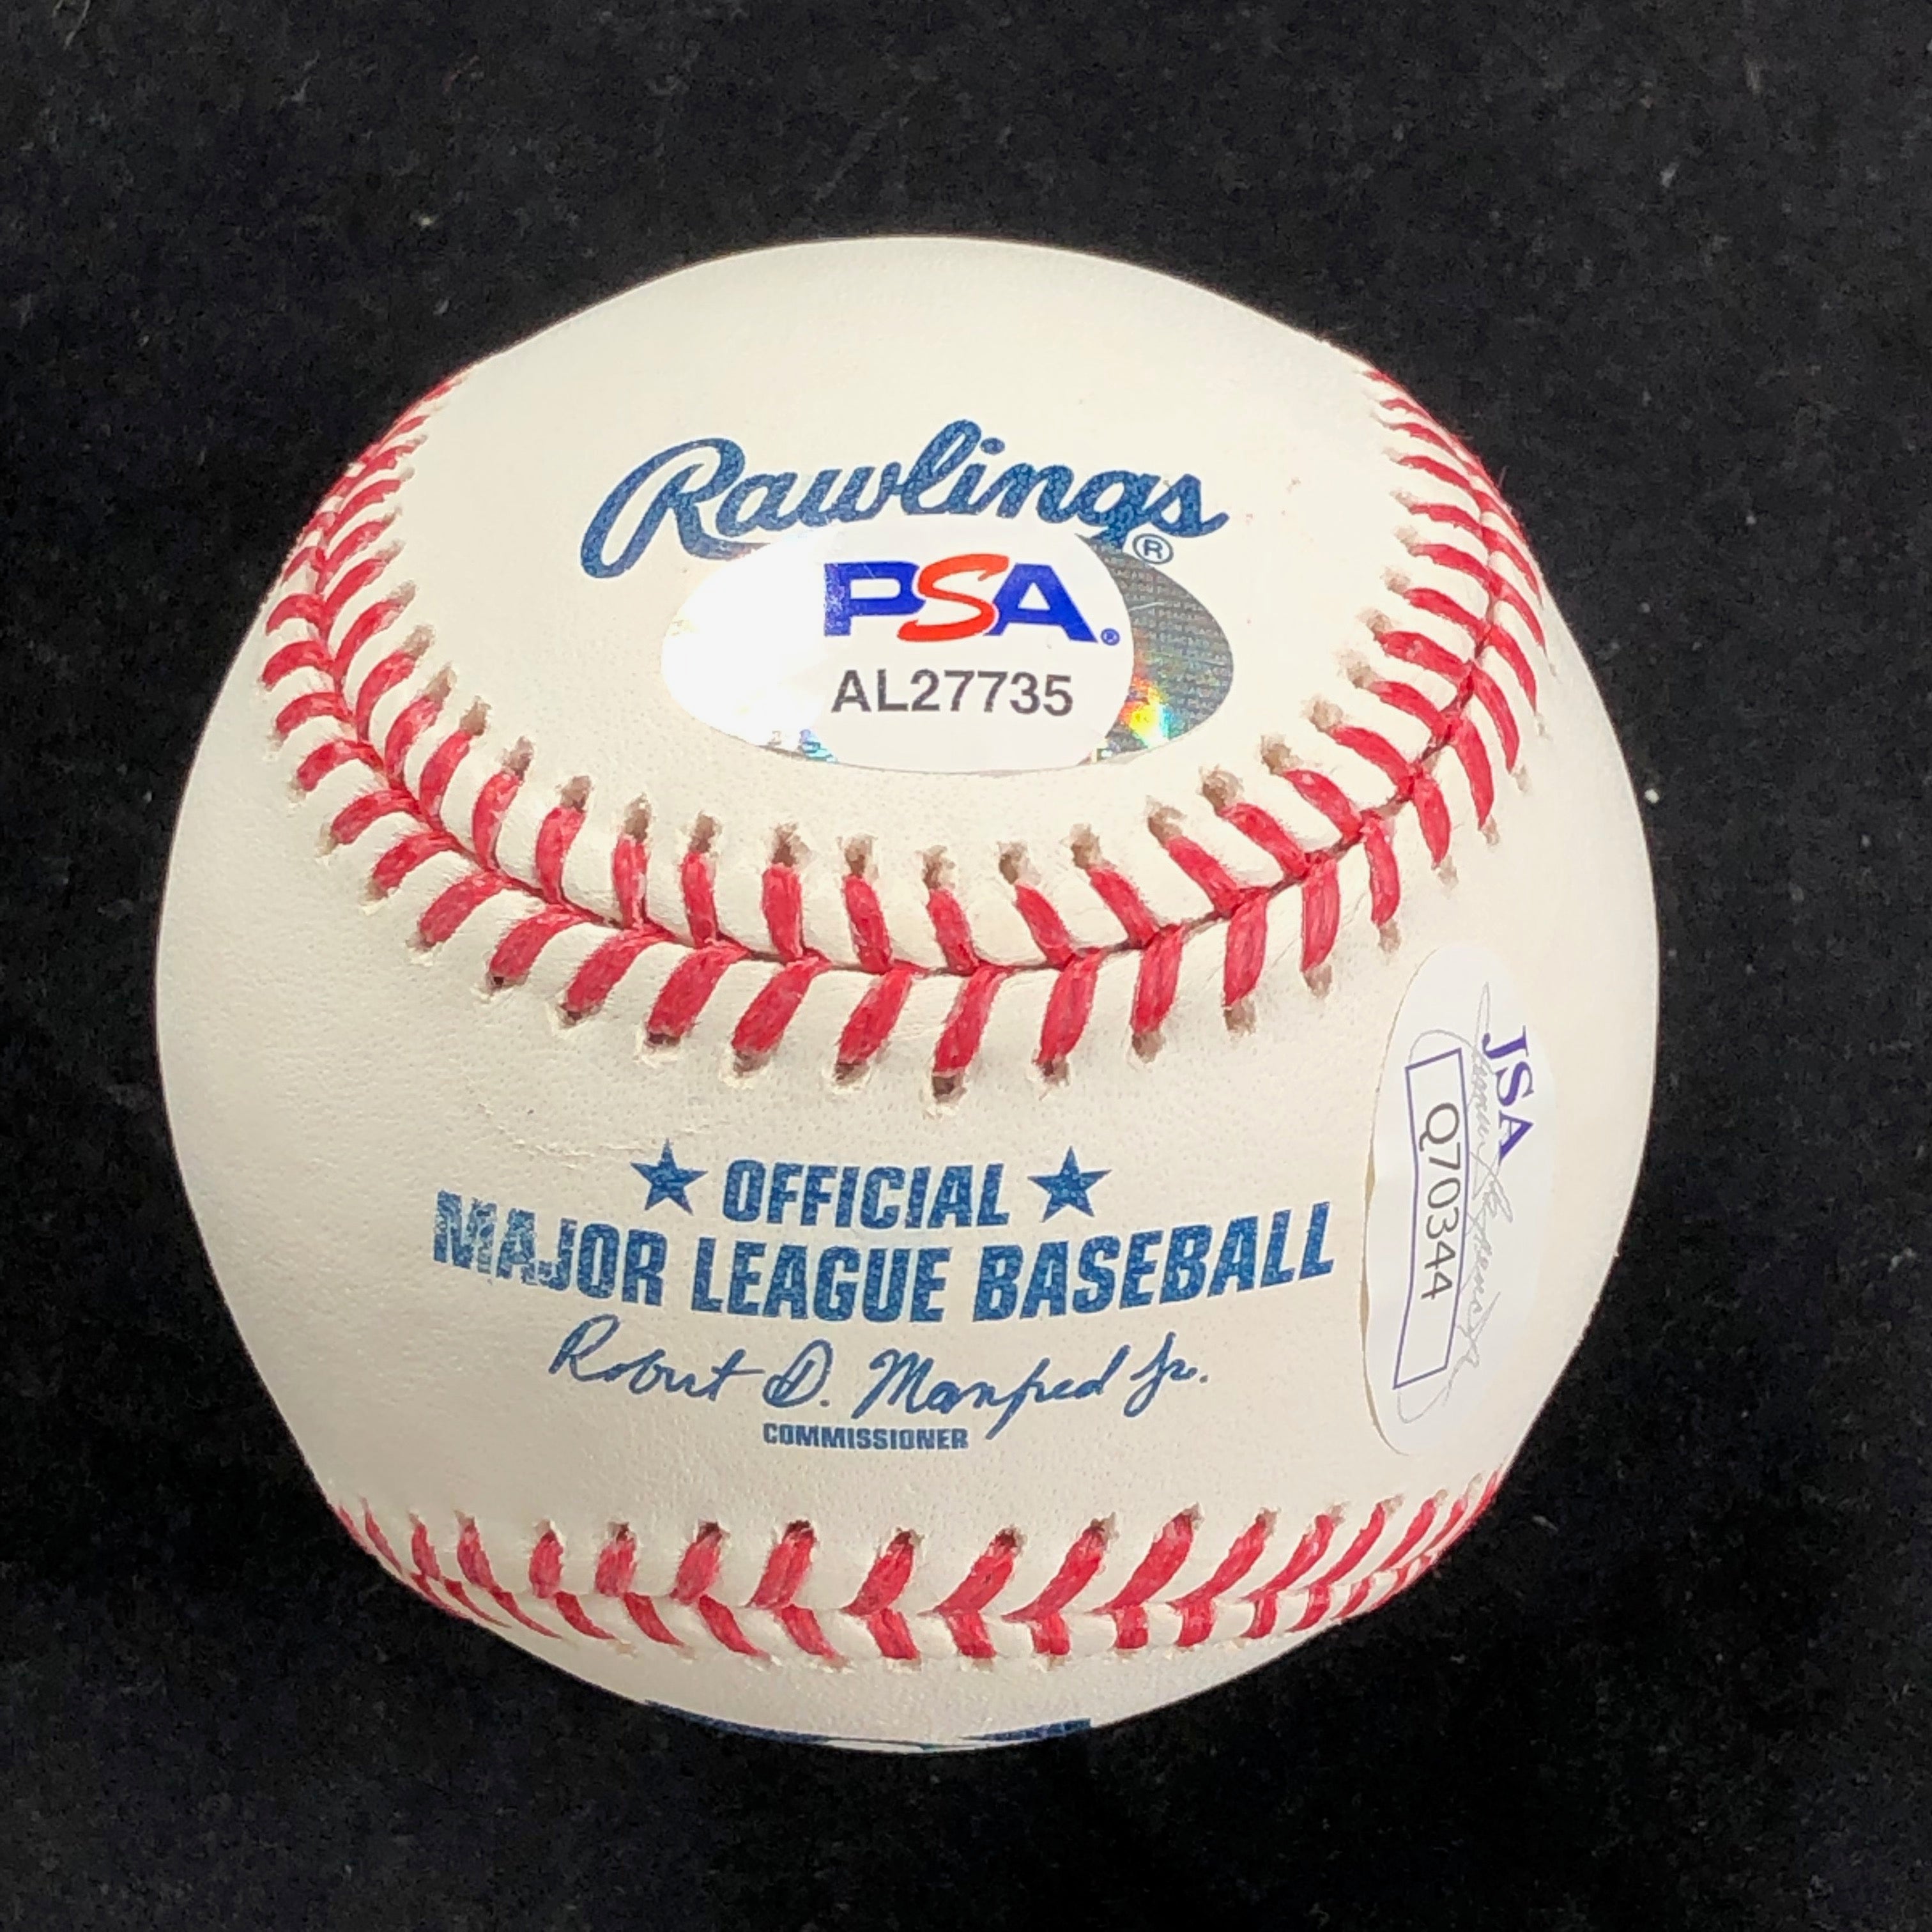 Rawlings®
PSA®
AL27735
★ OFFICIAL ★
MAJOR LEAGUE BASEBALL
Robert D. Manfred Jr.
COMMISSIONER
JSA
Q70344